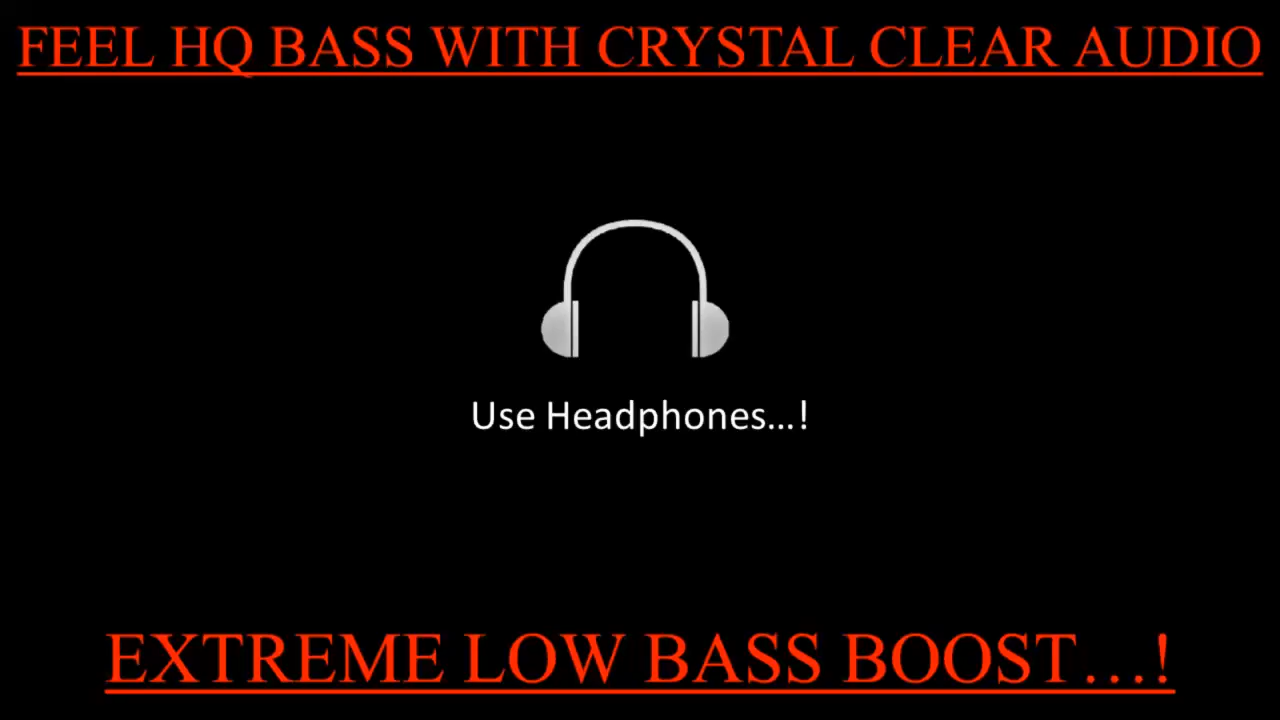 FEEL HQ BASS WITH CRYSTAL CLEAR AUDIO
Use Headphones...!
EXTREME LOW BASS BOOST...!